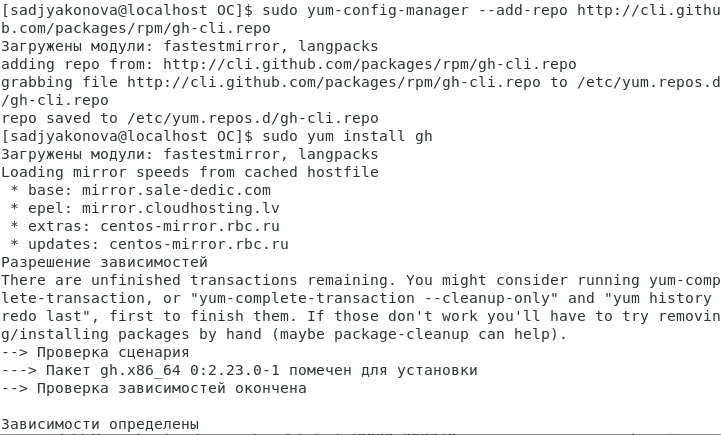 [sadjyakonova@localhost OC]$ sudo yum-config-manager --add-repo http://cli.githu
b.com/packages/rpm/gh-cli.repo
Загружены модули: fastestmirror, langpacks
adding repo from: http://cli.github.com/packages/rpm/gh-cli.repo
grabbing file http://cli.github.com/packages/rpm/gh-cli.repo to /etc/yum.repos.d
/gh-cli.repo
repo saved to /etc/yum.repos.d/gh-cli.repo
[sadjyakonova@localhost OC]$ sudo yum install gh
Загружены модули: fastestmirror, langpacks
Loading mirror speeds from cached hostfile
 * base: mirror.sale-dedic.com
 * epel: mirror.cloudhosting.lv
 * extras: centos-mirror.rbc.ru
 * updates: centos-mirror.rbc.ru
Разрешение зависимостей
There are unfinished transactions remaining. You might consider running yum-comp
lete-transaction, or "yum-complete-transaction --cleanup-only" and "yum history
redo last", first to finish them. If those don't work you'll have to try removin
g/installing packages by hand (maybe package-cleanup can help).
--> Проверка сценария
---> Пакет gh.x86_64 0:2.23.0-1 помечен для установки
--> Проверка зависимостей окончена
Зависимости определены